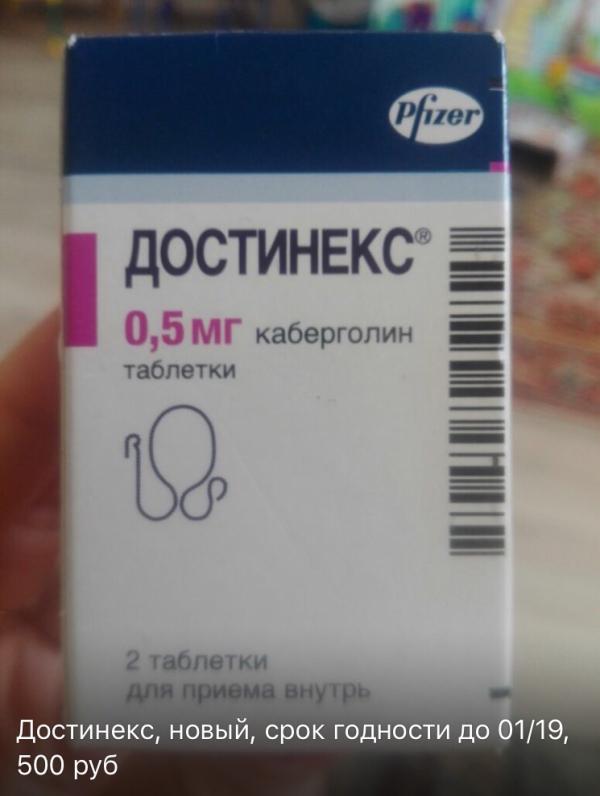 Pfizer
ДОСТИНЕКС®
0,5 мг каберголин
таблетки
2 таблетки
для приема внутрь
Достинекс, новый, срок годности до 01/19,
500 руб